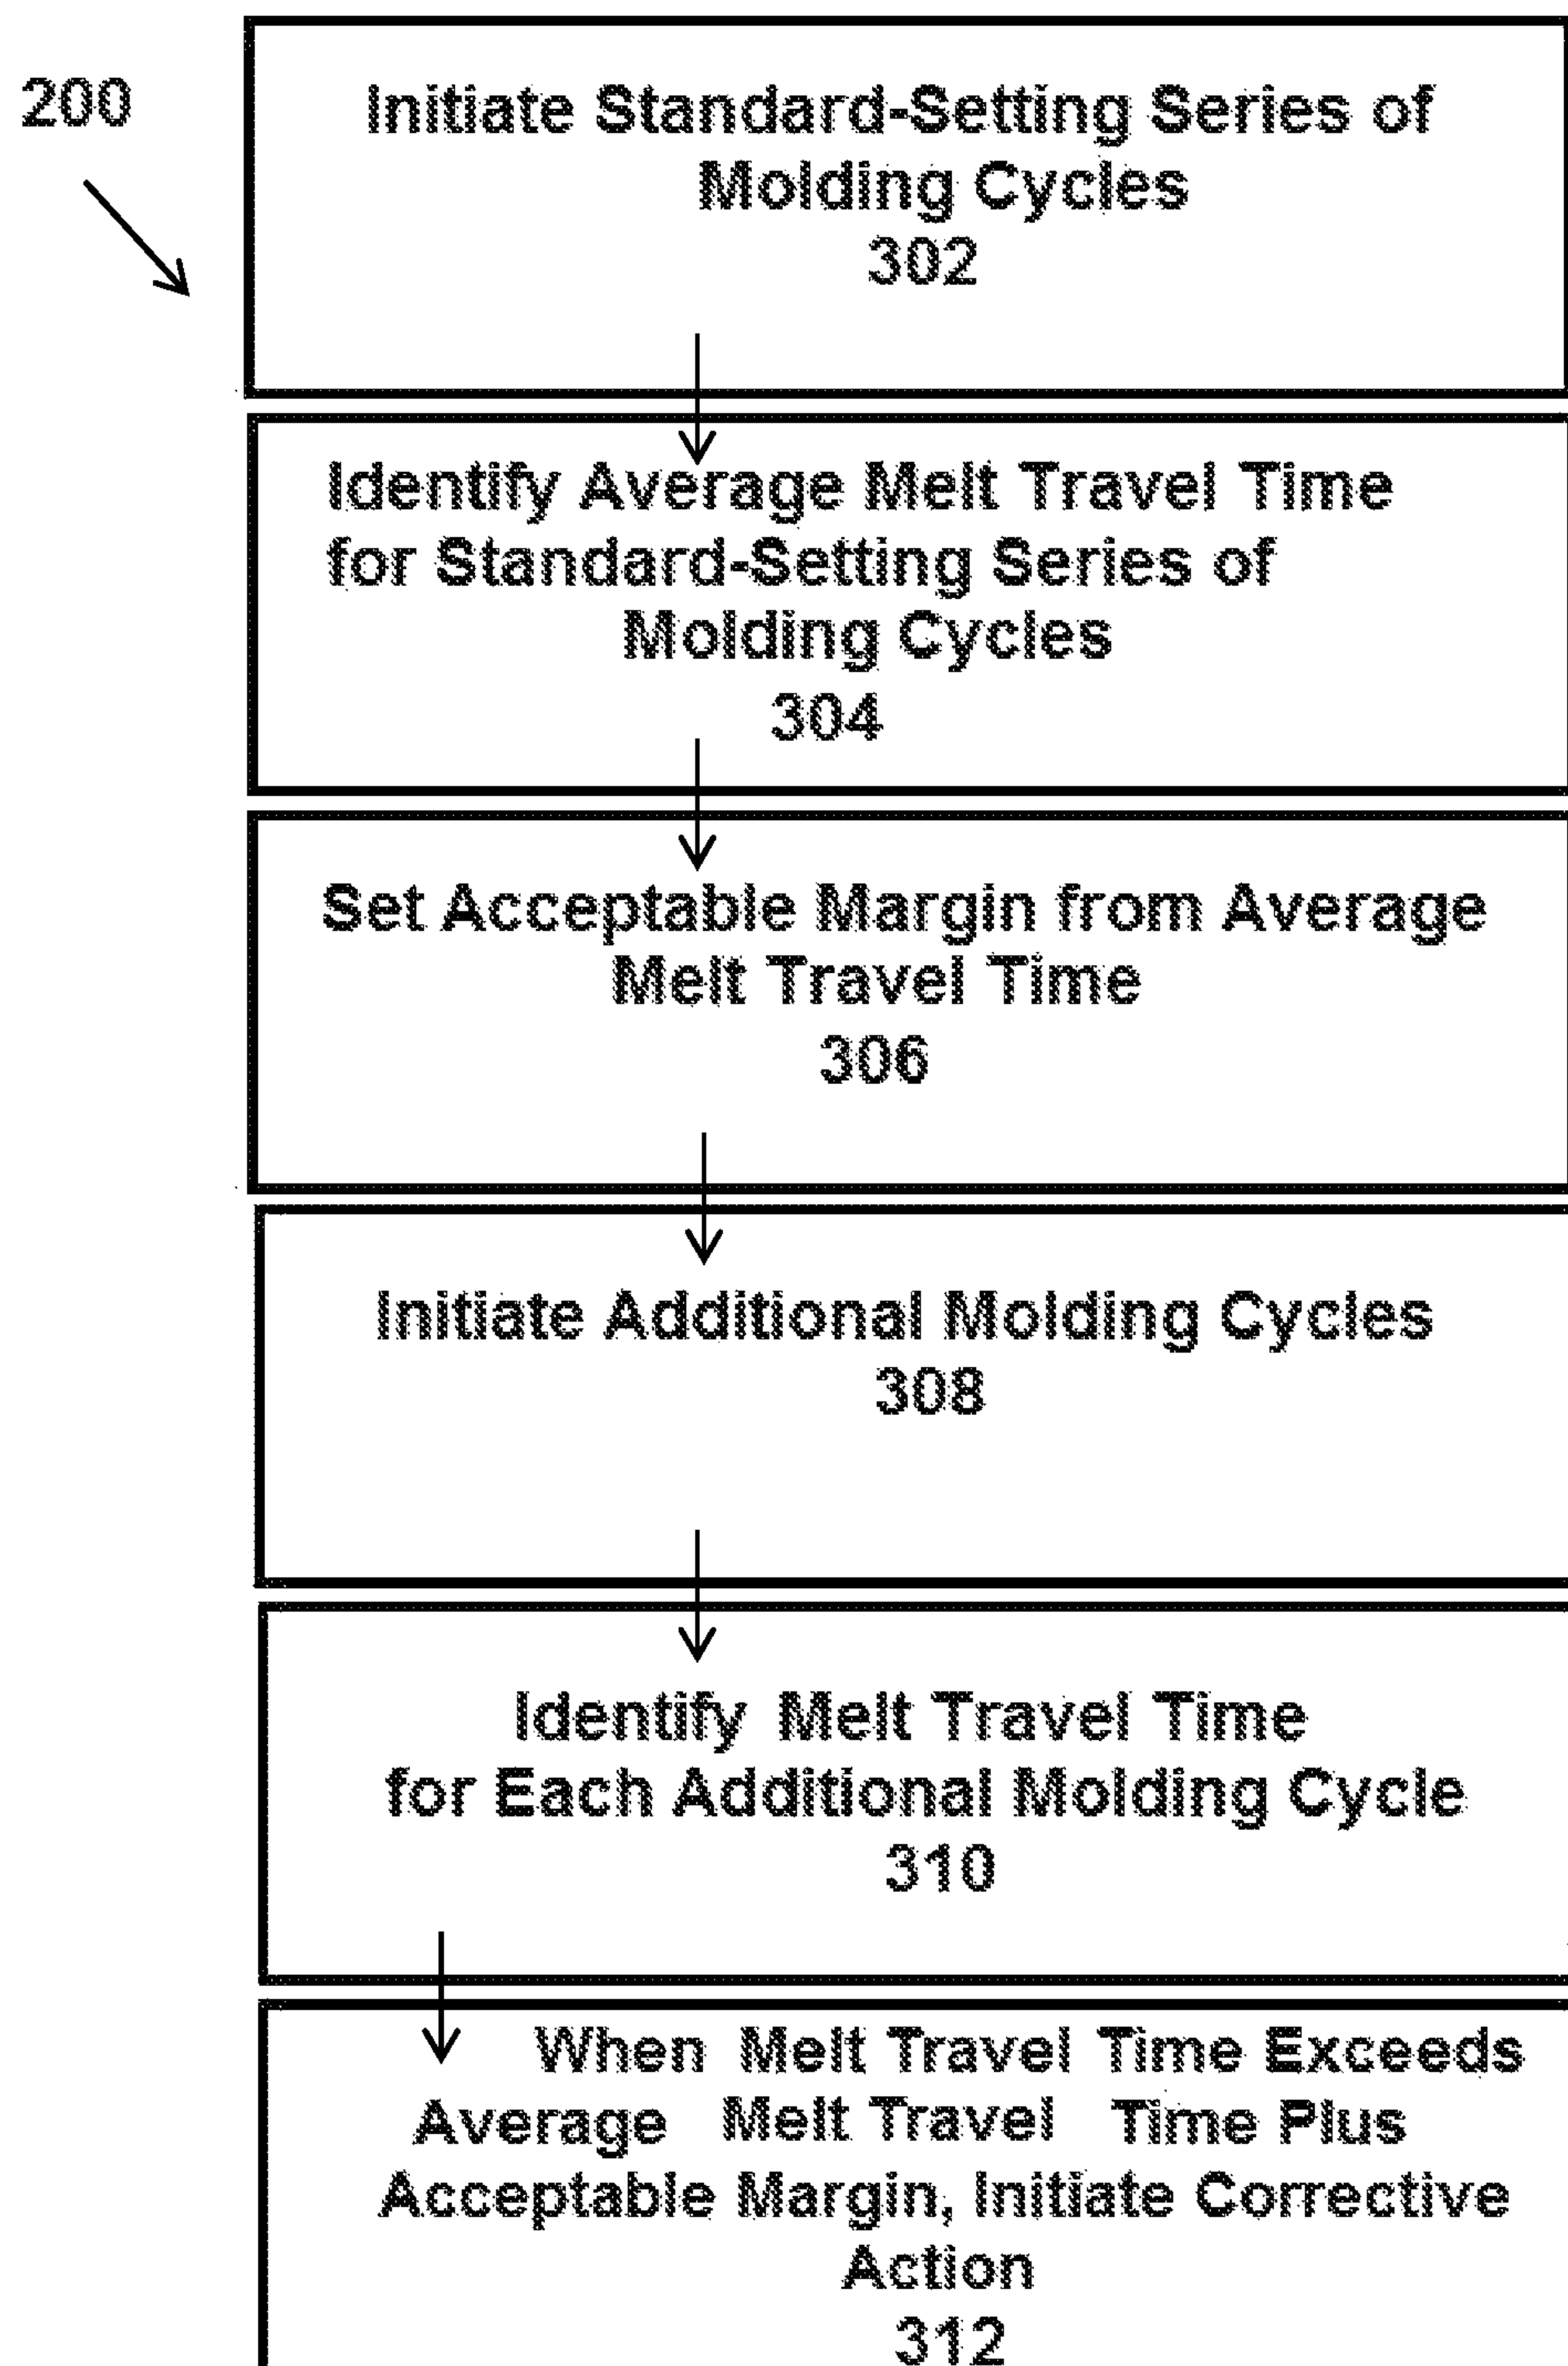 200
Initiate Standard-Setting Series of
Molding Cycles
302
Identify Average Melt Travel Time
for Standard-Setting Series of
Molding Cycles
304
Set Acceptable Margin from Average
Melt Travel Time
306
Initiate Additional Molding Cycles
308
Identify Melt Travel Time
for Each Additional Molding Cycle
310
When Melt Travel Time Exceeds
Average Melt Travel Time Plus
Acceptable Margin, Initiate Corrective
Action
312